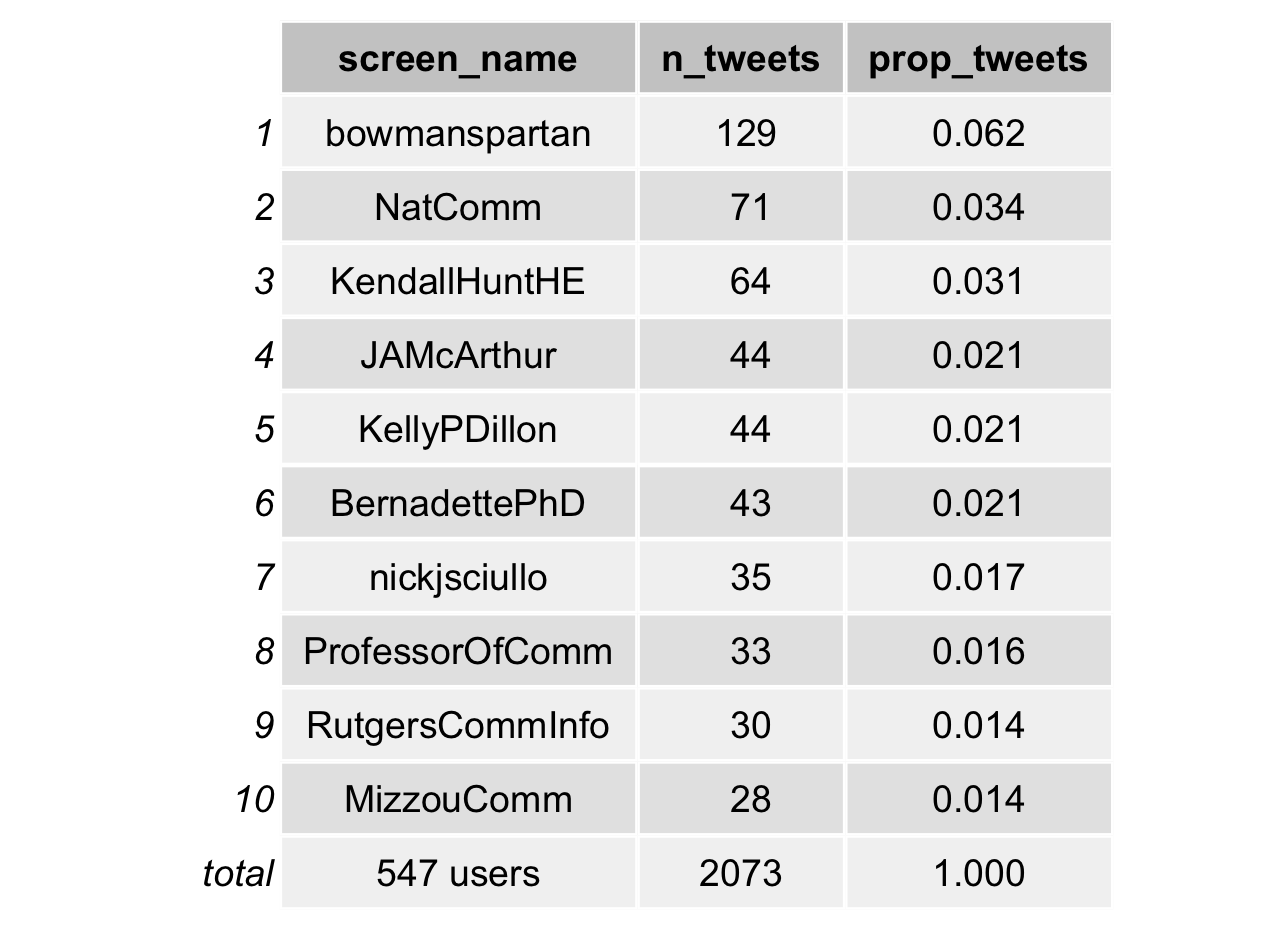 screen_name n_tweets prop_tweets
1 bowmanspartan 129 0.062
2 NatComm 71 0.034
3 KendallHuntHE 64 0.031
4 JAMcArthur 44 0.021
5 KellyPDillon 44 0.021
6 BernadettePhD 43 0.021
7 nickjsciullo 35 0.017
8 ProfessorOfComm 33 0.016
9 RutgersCommInfo 30 0.014
10 MizzouComm 28 0.014
total 547 users 2073 1.000